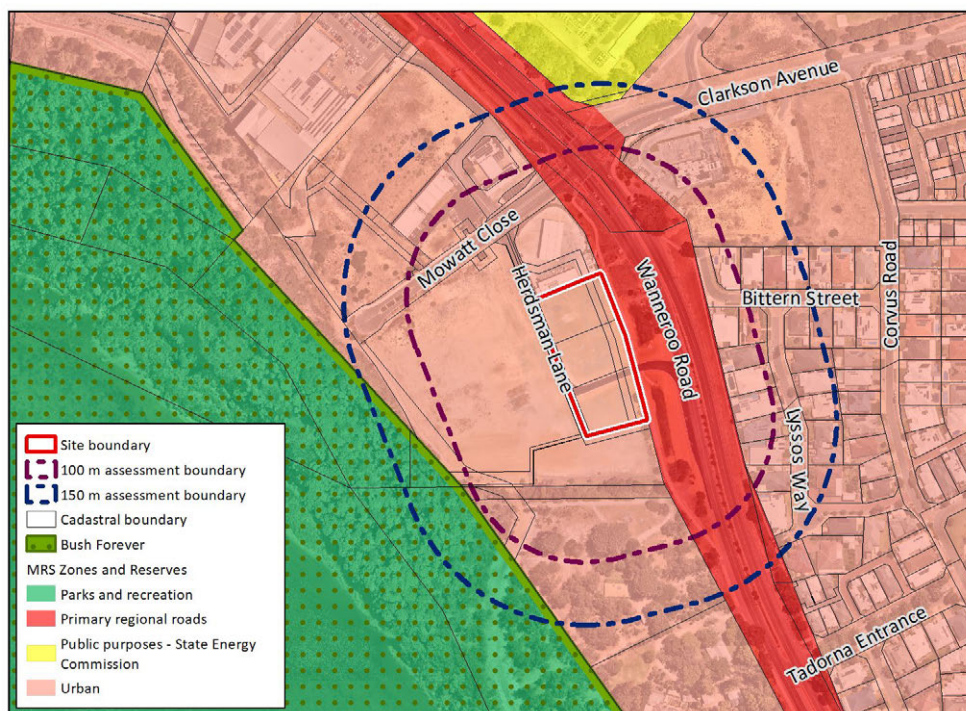 Clarkson Avenue
Mowatt Close
Herdsman Lane
Wanneroo Road
Bittern Street
Corvus Road
Lyssos Way
Tadorna Entrance
Site boundary
100 m assessment boundary
150 m assessment boundary
Cadastral boundary
Bush Forever
MRS Zones and Reserves
Parks and recreation
Primary regional roads
Public purposes - State Energy
Commission
Urban